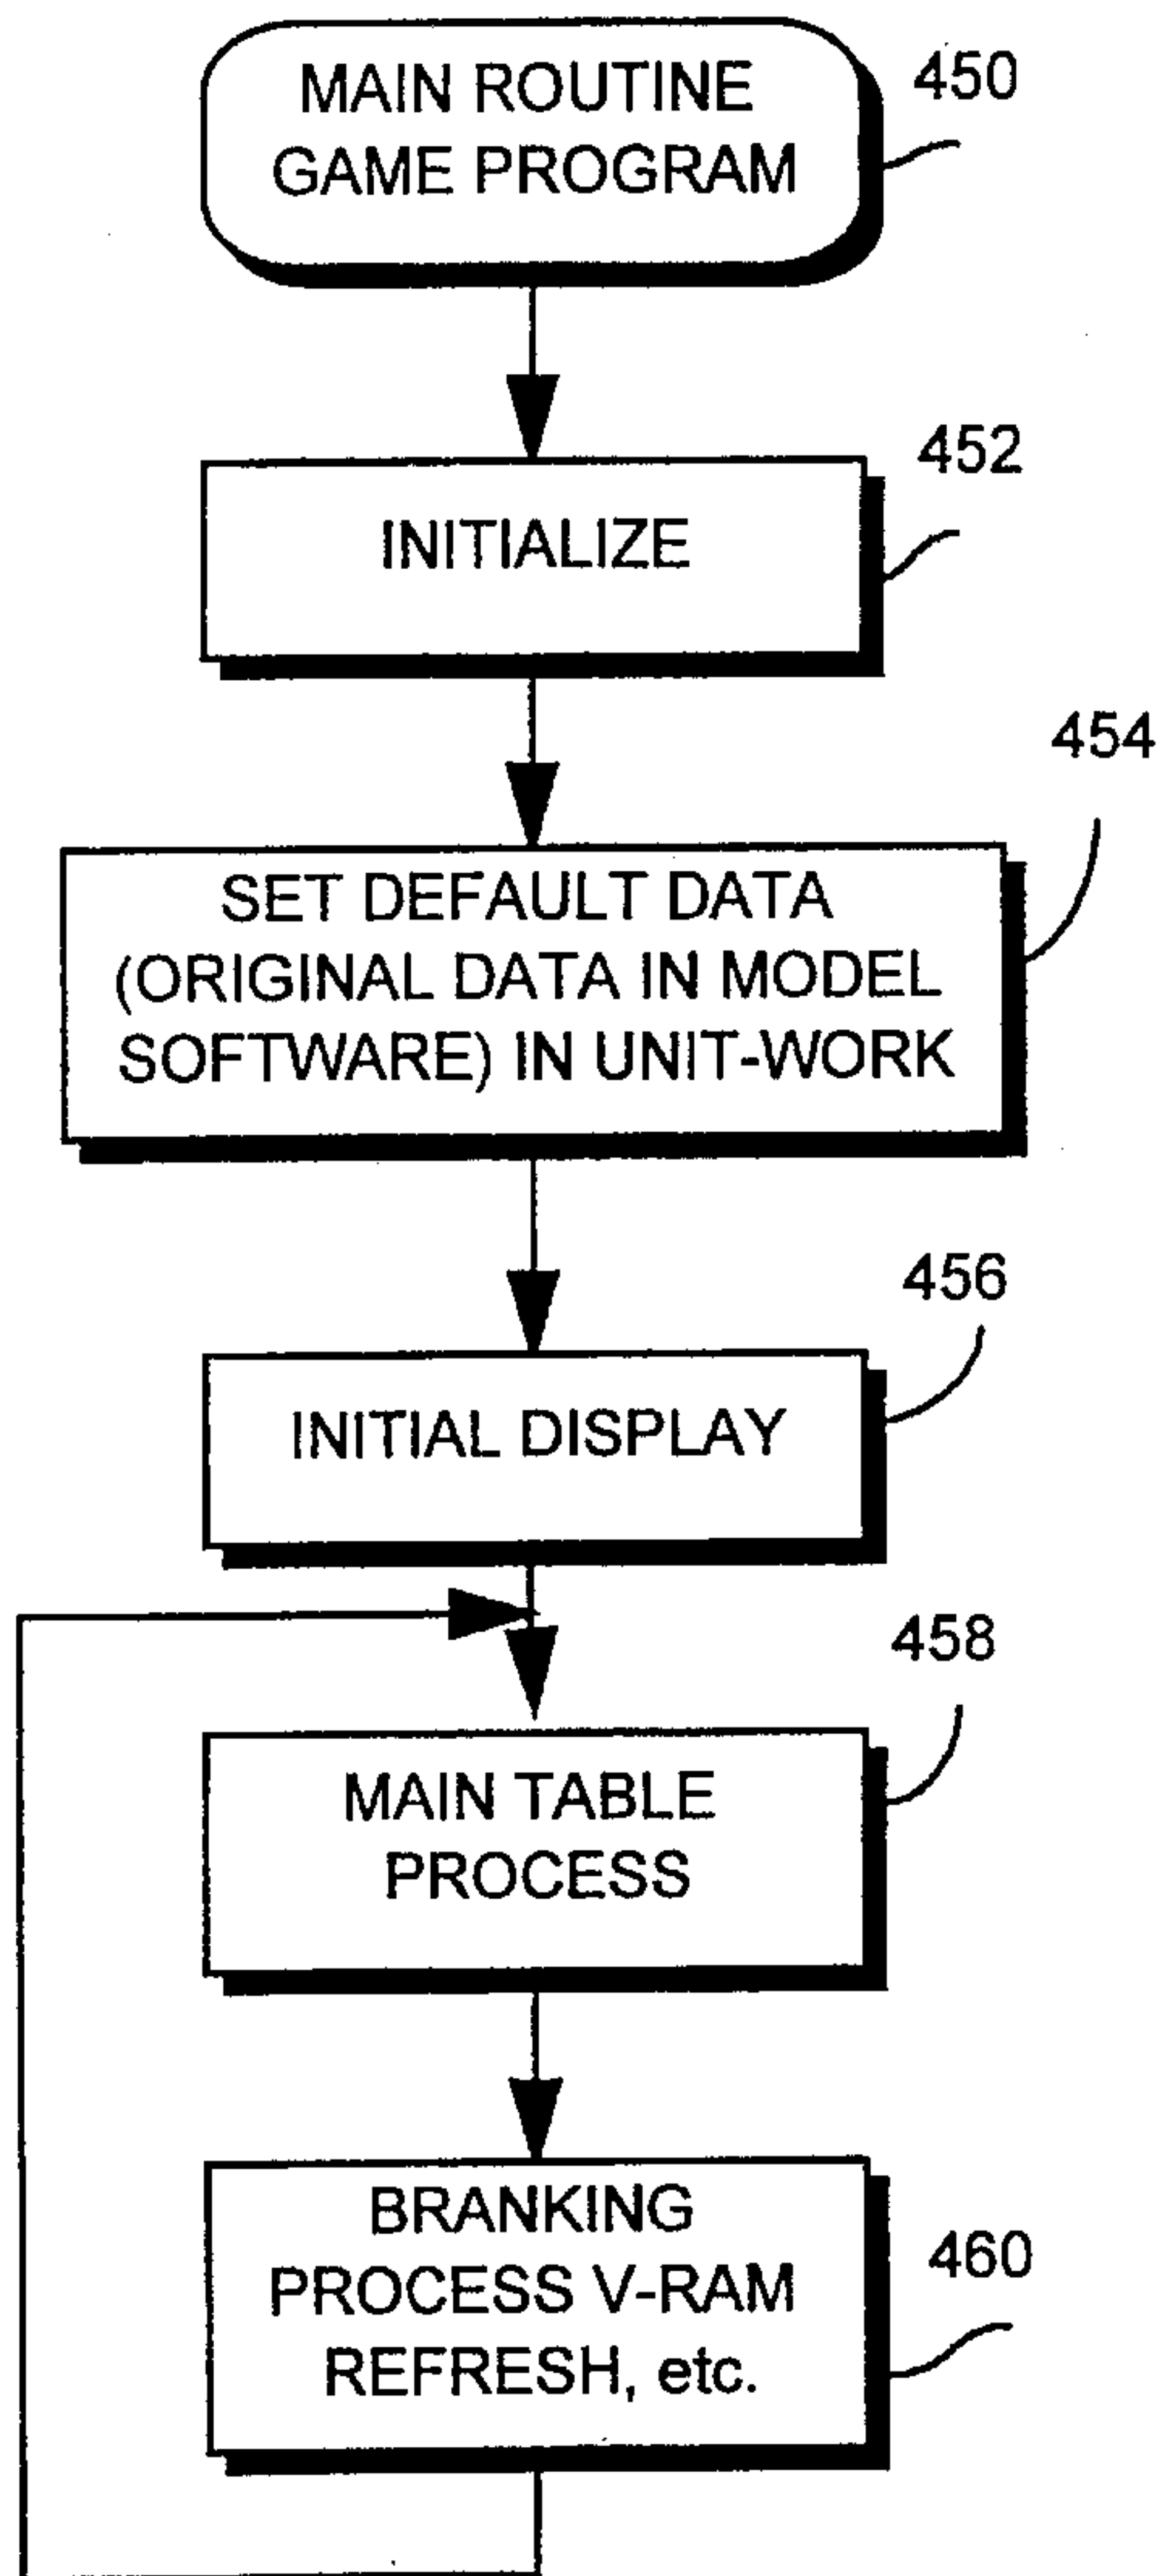 MAIN ROUTINE
GAME PROGRAM
450
INITIALIZE
452
454
SET DEFAULT DATA
(ORIGINAL DATA IN MODEL
SOFTWARE) IN UNIT-WORK
456
INITIAL DISPLAY
458
MAIN TABLE
PROCESS
BRANKING
PROCESS V-RAM
REFRESH, etc.
460